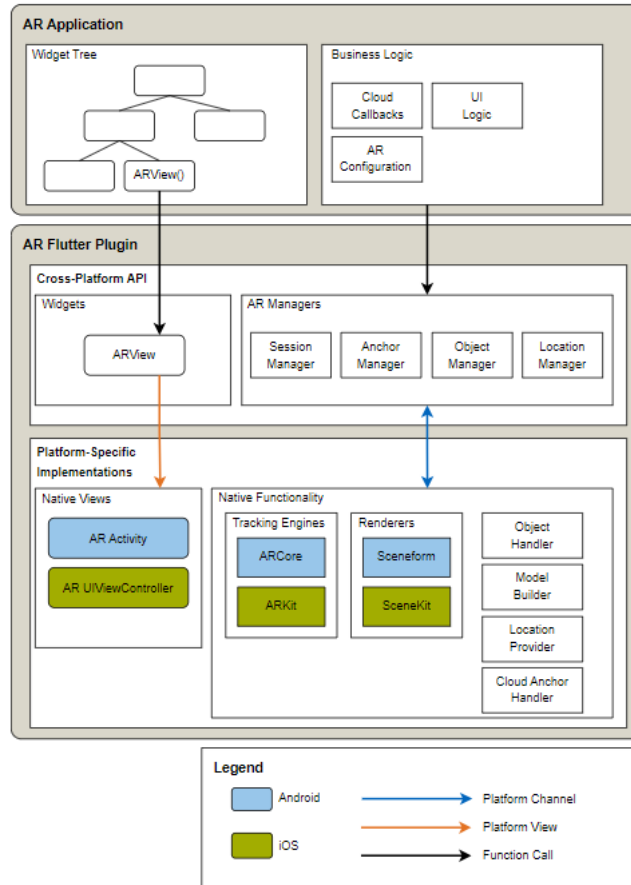 AR Application
Widget Tree
ARView()
Business Logic
Cloud
Callbacks
UI
Logic
AR
Configuration
AR Flutter Plugin
Cross-Platform API
Widgets
ARView
AR Managers
Session
Manager
Anchor
Manager
Object
Manager
Location
Manager
Platform-Specific
Implementations
Native Views
AR Activity
AR UIViewController
Native Functionality
Tracking Engines
ARCore
ARKit
Renderers
Sceneform
SceneKit
Object
Handler
Model
Builder
Location
Provider
Cloud Anchor
Handler
Legend
Android
iOS
Platform Channel
Platform View
Function Call